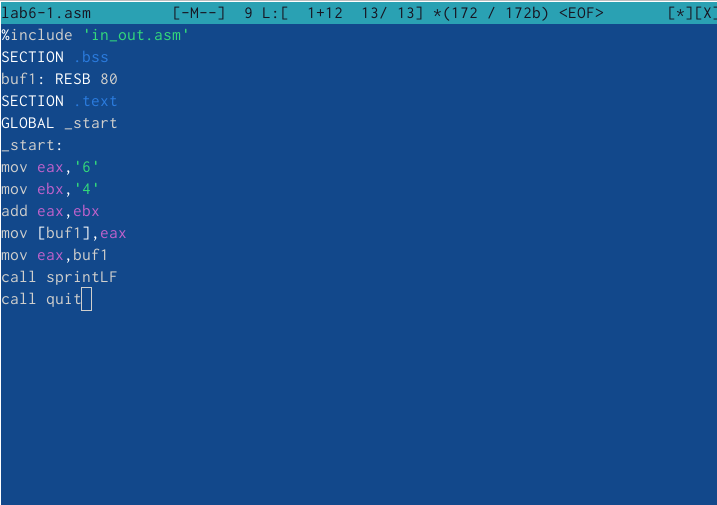 lab6-1.asm [-M--] 9 L:[ 1+12 13/ 13] *(172 / 172b) <EOF> [*][X]
%include 'in_out.asm'
SECTION .bss
buf1: RESB 80
SECTION .text
GLOBAL _start
_start:
mov eax,'6'
mov ebx,'4'
add eax,ebx
mov [buf1],eax
mov eax,buf1
call sprintLF
call quit